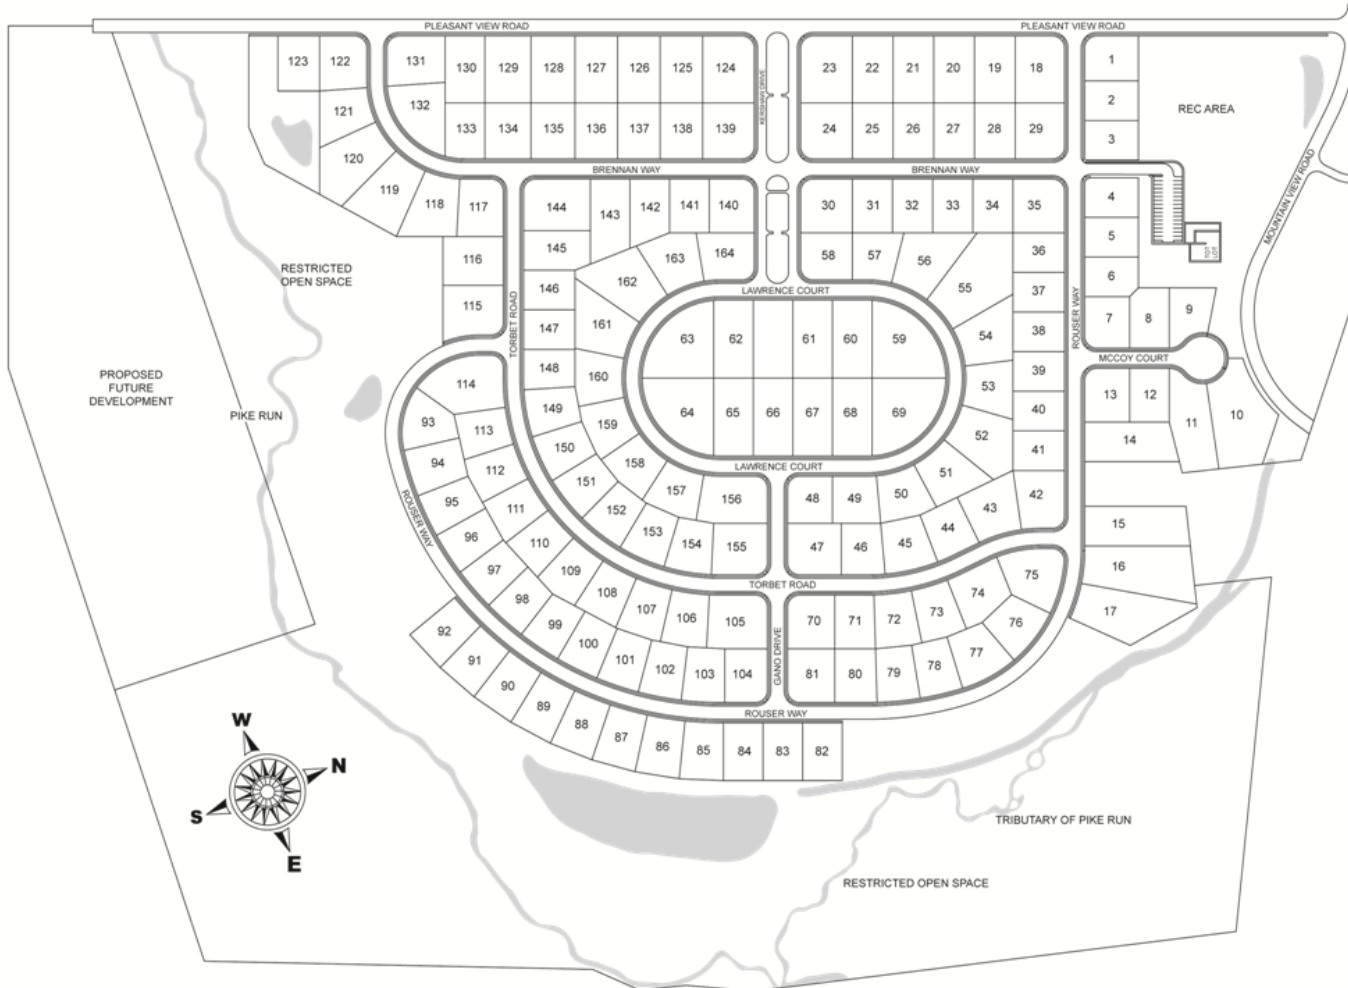 PLEASANT VIEW ROAD
PLEASANT VIEW ROAD
123 122 131 130 129 128 127 126 125 124
KERSHAW DRIVE
23 22 21 20 19 18
1
2
3
REC AREA
121 132
133 134 135 136 137 138 139
24 25 26 27 28 29
120
119
118
117
BRENNAN WAY
BRENNAN WAY
MOUNTAIN VIEW ROAD
144 143 142 141 140
30 31 32 33 34 35
4
5
6
TOT
LOT
116
115
145
146
147
148
149
150
151
152
153
154
155
164
163
162
161
160
159
158
157
156
58 57 56
55
54
53
52
51
50
49
48
36
37
38
39
40
41
42
43
44
45
46
47
RESTRICTED
OPEN SPACE
TORBET ROAD
LAWRENCE COURT
ROUSER WAY
7 8 9
MCCOY COURT
63 62 61 60 59
64 65 66 67 68 69
LAWRENCE COURT
13 12 11 10
14
15
16
17
PROPOSED
FUTURE
DEVELOPMENT
PIKE RUN
114
113
112
111
110
109
108
107
106
105
93
94
95
96
97
98
99
100
101
102
103
104
ROUSER WAY
TORBET ROAD
GANO DRIVE
70 71 72 73 74 75
81 80 79 78 77 76
ROUSER WAY
92
91
90
89
88
87
86
85
84
83
82
W
N
S
E
TRIBUTARY OF PIKE RUN
RESTRICTED OPEN SPACE